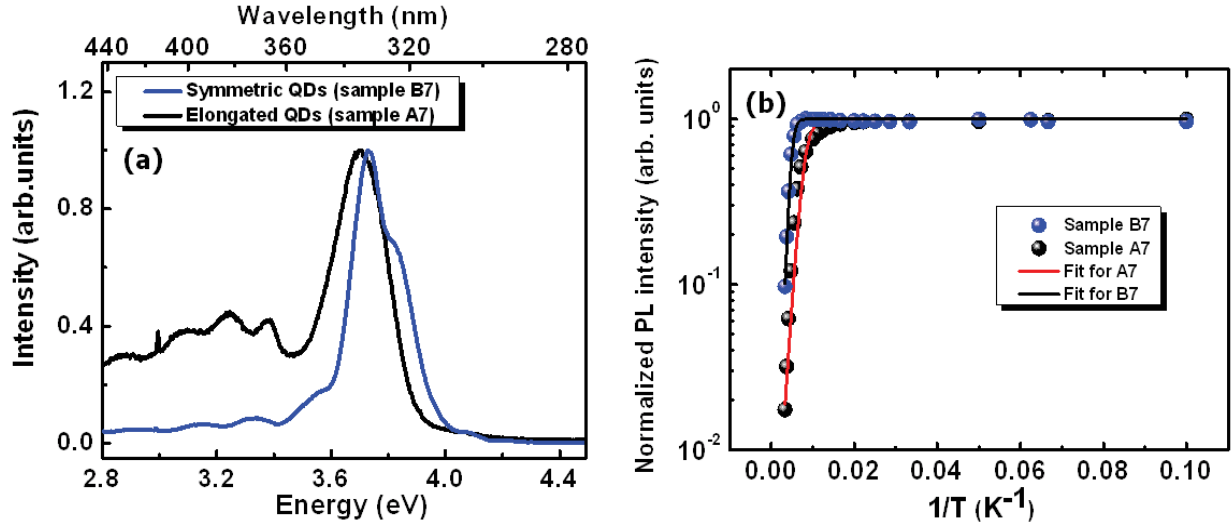 Wavelength (nm)
440 400 360 320 280
Symmetric QDs (sample B7)
Elongated QDs (sample A7)
(a)
Intensity (arb.units)
1.2
0.8
0.4
0.0
2.8 3.2 3.6 4.0 4.4
Energy (eV)
(b)
Normalized PL intensity (arb. units)
10^0
10^-1
10^-2
Sample B7
Sample A7
Fit for A7
Fit for B7
0.00 0.02 0.04 0.06 0.08 0.10
1/T (K^-1)